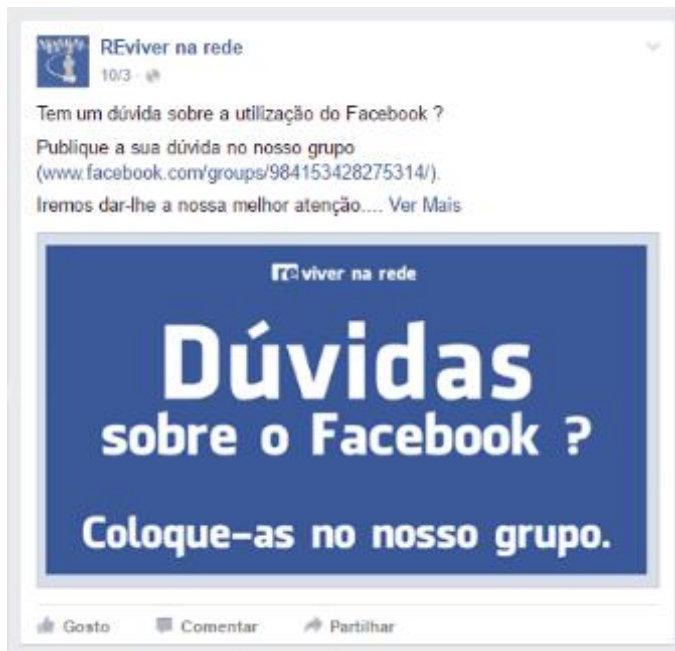 REviver na rede
10/3
Tem um dúvida sobre a utilização do Facebook ?
Publique a sua dúvida no nosso grupo
(www.facebook.com/groups/984153428275314/).
Iremos dar-lhe a nossa melhor atenção.... Ver Mais
reviver na rede
Dúvidas
sobre o Facebook ?
Coloque-as no nosso grupo.
Gosto Comentar Partilhar